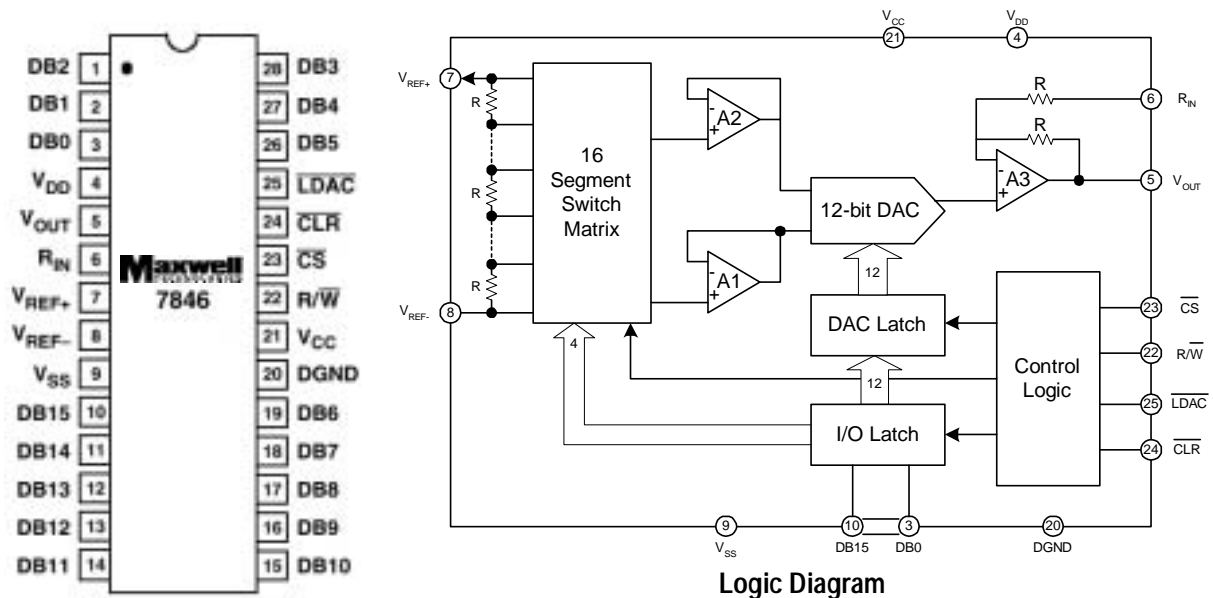 DB2 1 28 DB3
DB1 2 27 DB4
DB0 3 26 DB5
VDD 4 25 LDAC
VOUT 5 24 CLR
RIN 6 23 CS
Maxwell
VREF+ 7 7846 22 R/W
VREF– 8 21 VCC
VSS 9 20 DGND
DB15 10 19 DB6
DB14 11 18 DB7
DB13 12 17 DB8
DB12 13 16 DB9
DB11 14 15 DB10
VCC
21
VDD
4
VREF+ 7
R
R
R
VREF- 8
16
Segment
Switch
Matrix
- A2
+
- A1
+
12-bit DAC
R 6 RIN
R
- A3
+
5 VOUT
12
DAC Latch
12
I/O Latch
4
Control
Logic
23 CS
22 R/W
25 LDAC
24 CLR
9
VSS
10
DB15
3
DB0
20
DGND
Logic Diagram